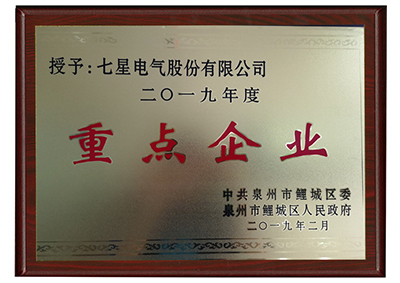 授予:七星电气股份有限公司
二〇一九年度
重点企业
中共泉州市鲤城区委
泉州市鲤城区人民政府
二〇一九年二月